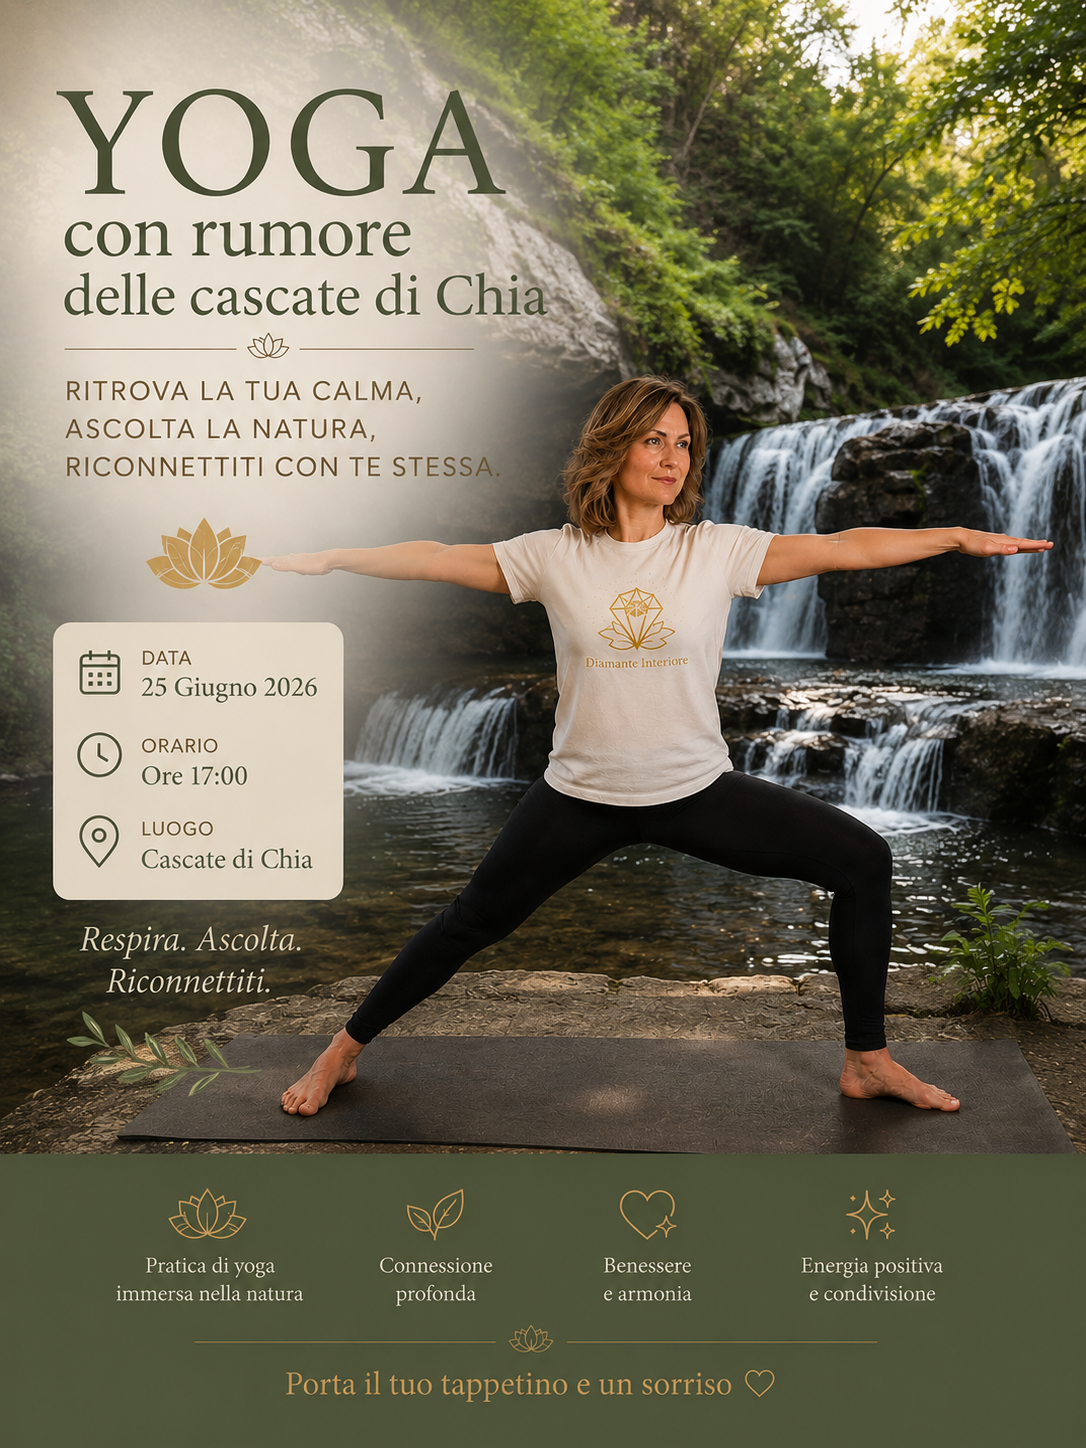 YOGA
con rumore
delle cascate di Chia
RITROVA LA TUA CALMA,
ASCOLTA LA NATURA,
RICONNETTITI CON TE STESSA.
Diamante Interiore
DATA
25 Giugno 2026
ORARIO
Ore 17:00
LUOGO
Cascate di Chia
Respira. Ascolta.
Riconnettiti.
Pratica di yoga
immersa nella natura
Connessione
profonda
Benessere
e armonia
Energia positiva
e condivisione
Porta il tuo tappetino e un sorriso